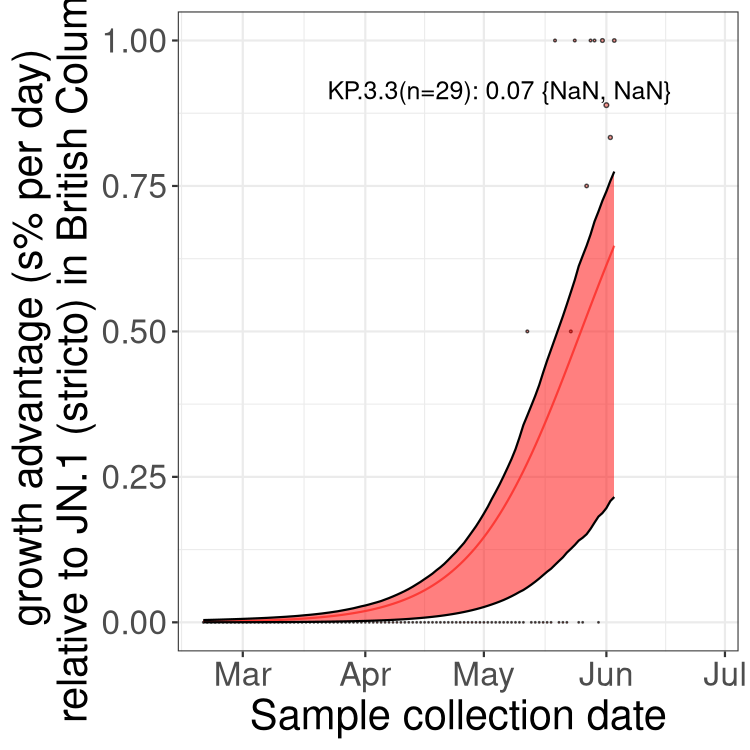 growth advantage (s% per day)
relative to JN.1 (stricto) in British Colum
1.00
KP.3.3(n=29): 0.07 {NaN, NaN}
0.75
0.50
0.25
0.00
Mar Apr May Jun Jul
Sample collection date